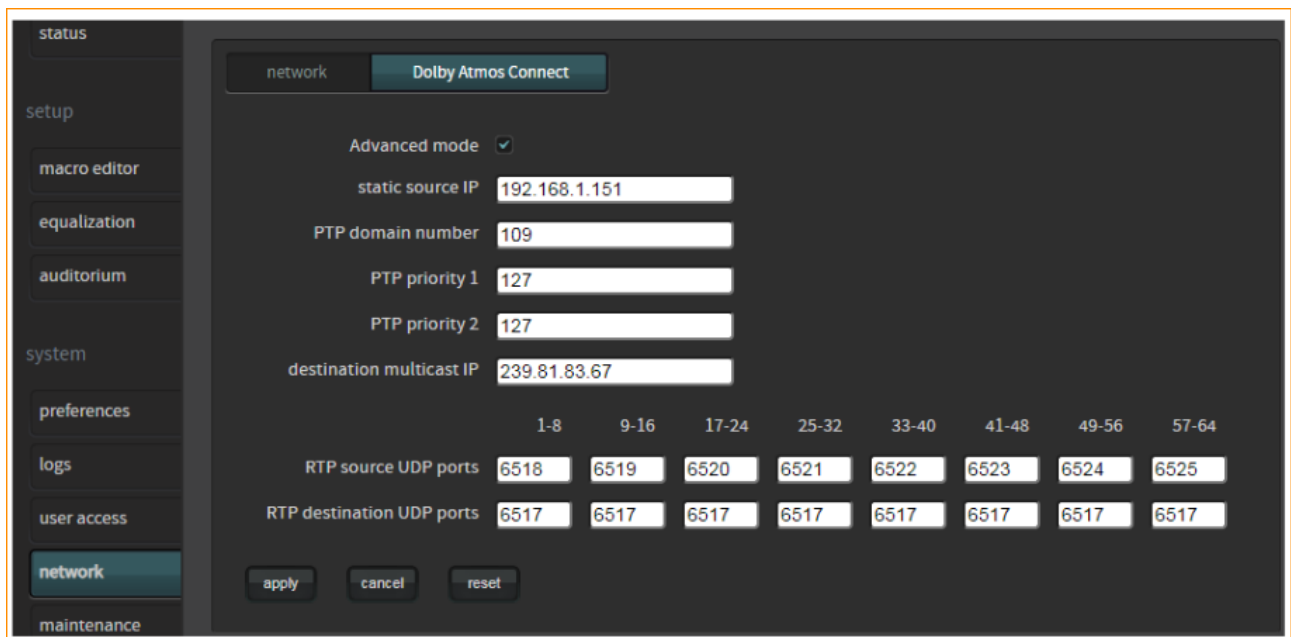 status
setup
macro editor
equalization
auditorium
system
preferences
logs
user access
network
maintenance
network Dolby Atmos Connect
Advanced mode
static source IP 192.168.1.151
PTP domain number 109
PTP priority 1 127
PTP priority 2 127
destination multicast IP 239.81.83.67
1-8 9-16 17-24 25-32 33-40 41-48 49-56 57-64
RTP source UDP ports 6518 6519 6520 6521 6522 6523 6524 6525
RTP destination UDP ports 6517 6517 6517 6517 6517 6517 6517 6517
apply cancel reset